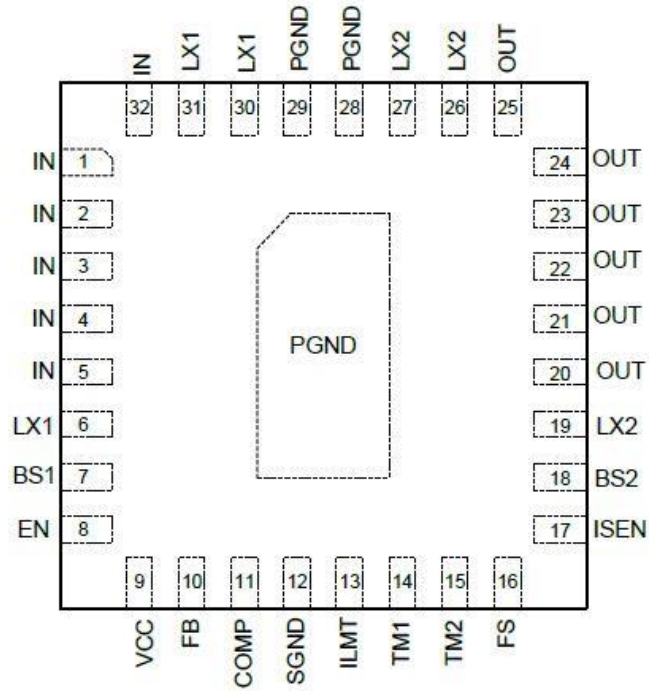 IN LX1 LX1 PGND PGND LX2 LX2 OUT
32 31 30 29 28 27 26 25
IN 1 24 OUT
IN 2 23 OUT
IN 3 22 OUT
IN 4 21 OUT
PGND
IN 5 20 OUT
LX1 6 19 LX2
BS1 7 18 BS2
EN 8 17 ISEN
9 10 11 12 13 14 15 16
VCC FB COMP SGND ILMT TM1 TM2 FS